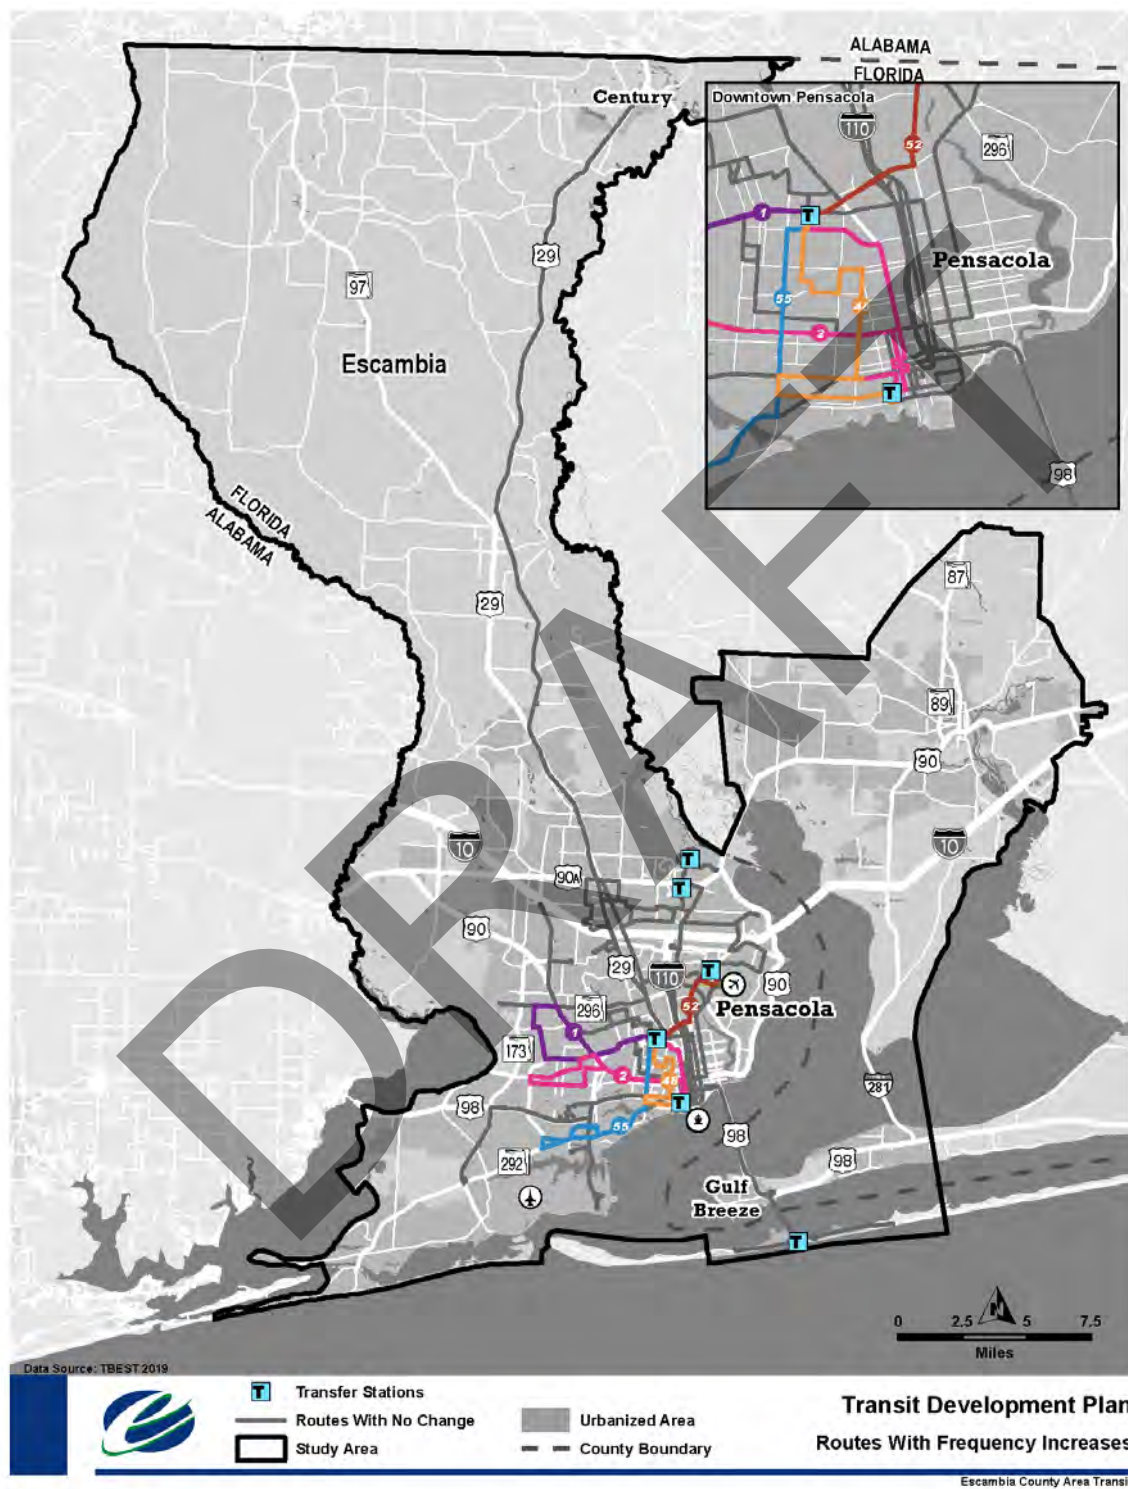 ALABAMA
FLORIDA
Century
Downtown Pensacola
110
52
296
1
T
29
Pensacola
97
55
2
Escambia
T
98
FLORIDA
ALABAMA
87
29
89
90
10
10
T
90A
T
90
29
110
T
90
52
296
Pensacola
1
T
173
2
281
98
T
55
98
292
98
Gulf
Breeze
T
DRAFT
N
0 2.5 5 7.5
Miles
Data Source: TBEST 2019
T Transfer Stations
Routes With No Change
Study Area
Urbanized Area
County Boundary
Transit Development Plan
Routes With Frequency Increases
Escambia County Area Transi